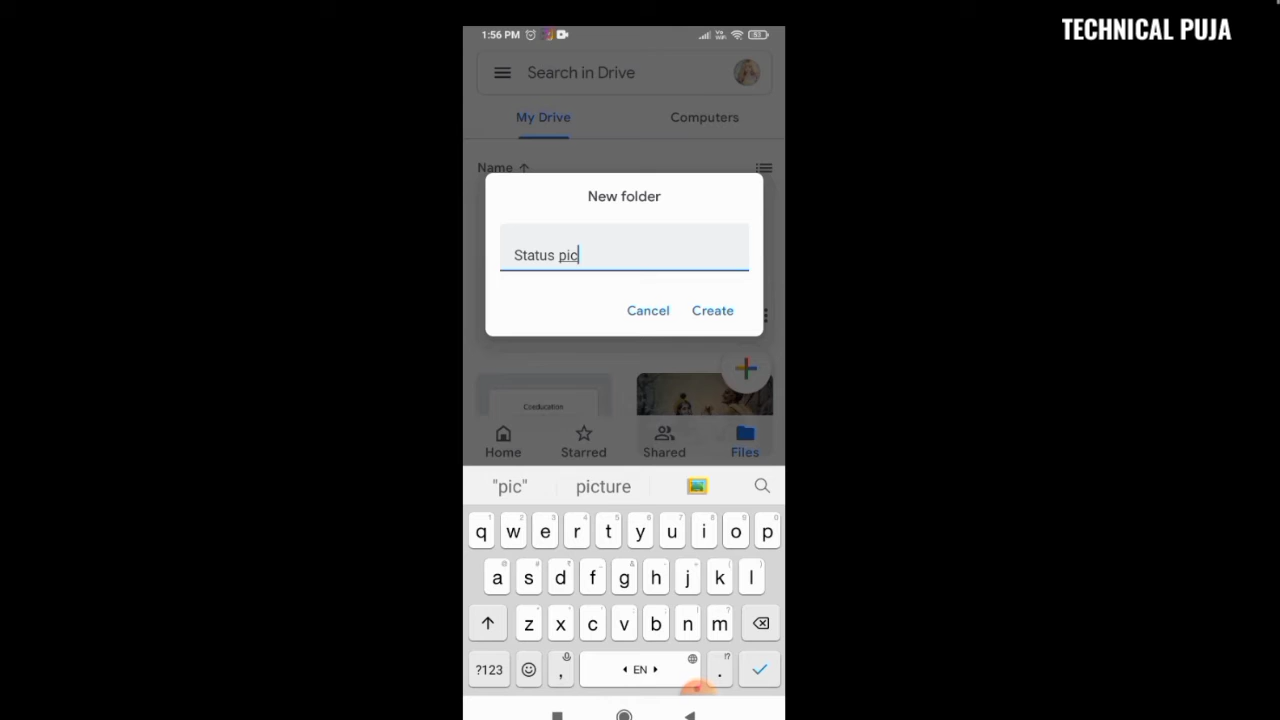 TECHNICAL PUJA
1:56 PM
Search in Drive
My Drive Computers
Name
New folder
Status pic
Cancel Create
Coeducation
Home Starred Shared Files
"pic" picture
q w e r t y u i o p
a s d f g h j k l
z x c v b n m
?123 , EN .